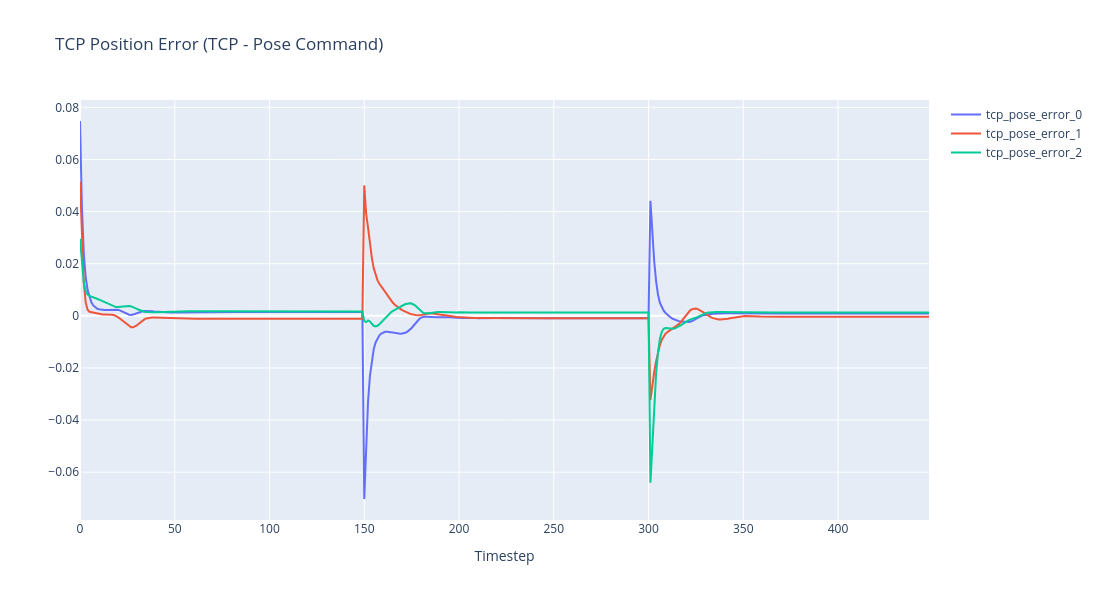 TCP Position Error (TCP - Pose Command)
0.08
0.06
0.04
0.02
0
−0.02
−0.04
−0.06
0 50 100 150 200 250 300 350 400
Timestep
tcp_pose_error_0
tcp_pose_error_1
tcp_pose_error_2